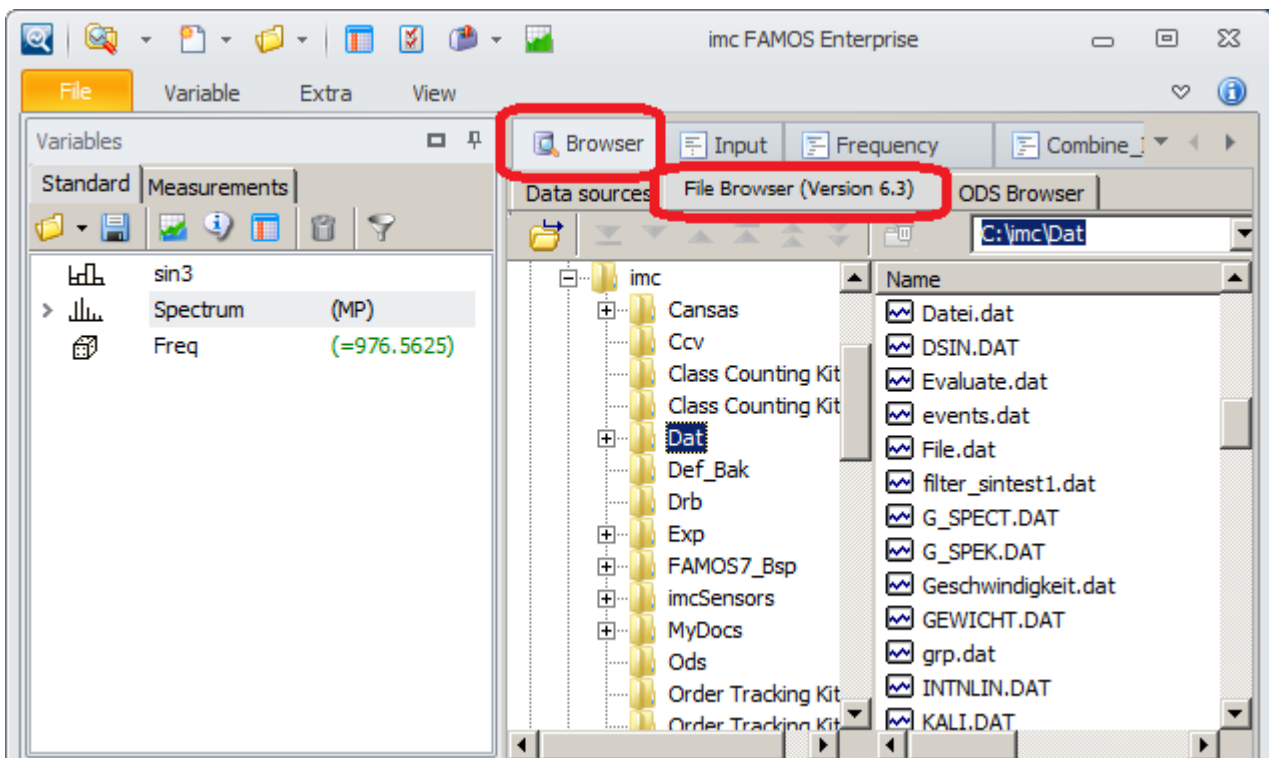 imc FAMOS Enterprise
File Variable Extra View
Variables
Standard Measurements
sin3
Spectrum (MP)
Freq (=976.5625)
Browser Input Frequency Combine_
Data sources File Browser (Version 6.3) ODS Browser
C:\imc\Dat
imc
Cansas
Ccv
Class Counting Kit
Class Counting Kit
Dat
Def_Bak
Drb
Exp
FAMOS7_Bsp
imcSensors
MyDocs
Ods
Order Tracking Kit
Order Tracking Kit
Name
Datei.dat
DSIN.DAT
Evaluate.dat
events.dat
File.dat
filter_sintest1.dat
G_SPECT.DAT
G_SPEK.DAT
Geschwindigkeit.dat
GEWICHT.DAT
grp.dat
INTNLIN.DAT
KALI.DAT